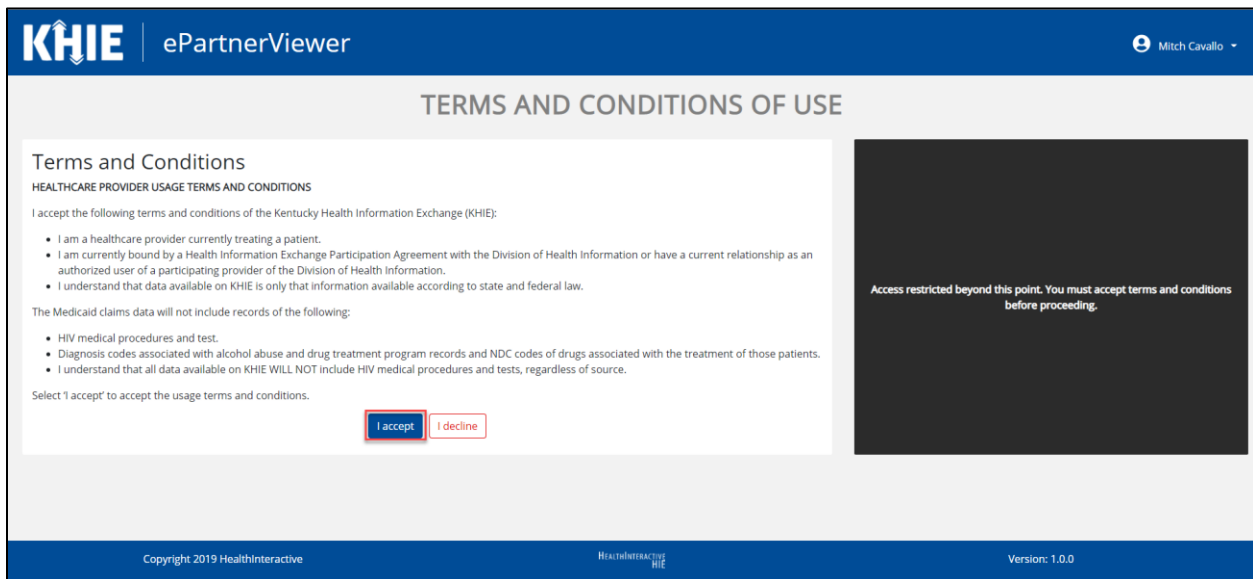 KHIE ePartnerViewer Mitch Cavallo
TERMS AND CONDITIONS OF USE
Terms and Conditions
HEALTHCARE PROVIDER USAGE TERMS AND CONDITIONS
I accept the following terms and conditions of the Kentucky Health Information Exchange (KHIE):
• I am a healthcare provider currently treating a patient.
• I am currently bound by a Health Information Exchange Participation Agreement with the Division of Health Information or have a current relationship as an
authorized user of a participating provider of the Division of Health Information.
• I understand that data available on KHIE is only that information available according to state and federal law.
The Medicaid claims data will not include records of the following:
• HIV medical procedures and test.
• Diagnosis codes associated with alcohol abuse and drug treatment program records and NDC codes of drugs associated with the treatment of those patients.
• I understand that all data available on KHIE WILL NOT include HIV medical procedures and tests, regardless of source.
Select 'I accept' to accept the usage terms and conditions.
I accept I decline
Access restricted beyond this point. You must accept terms and conditions
before proceeding.
Copyright 2019 HealthInteractive
HEALTHINTERACTIVE
HIE
Version: 1.0.0